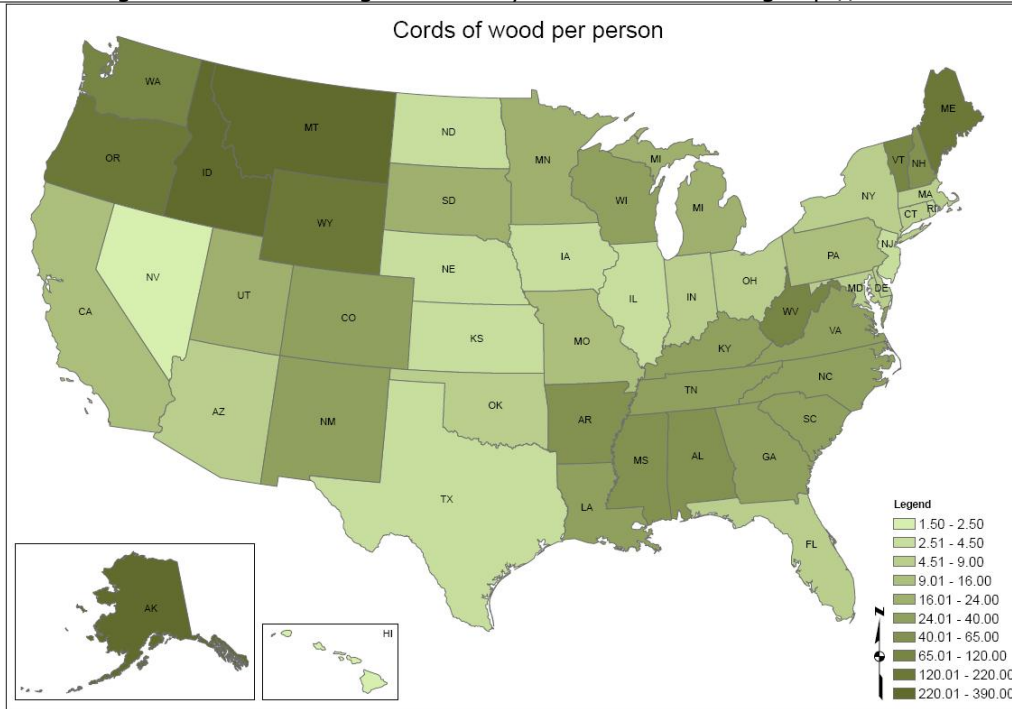 Cords of wood per person
WA
OR
ID
MT
ND
MN
MI
WI
MI
ME
VT
NH
NY
MA
CT
RI
WY
SD
NE
IA
IL
IN
OH
PA
NJ
MD
DE
WV
VA
NV
UT
CO
KS
MO
KY
CA
AZ
NM
OK
AR
TN
NC
SC
TX
LA
MS
AL
GA
FL
AK
HI
Legend
1.50 - 2.50
2.51 - 4.50
4.51 - 9.00
9.01 - 16.00
16.01 - 24.00
24.01 - 40.00
40.01 - 65.00
65.01 - 120.00
120.01 - 220.00
220.01 - 390.00
N